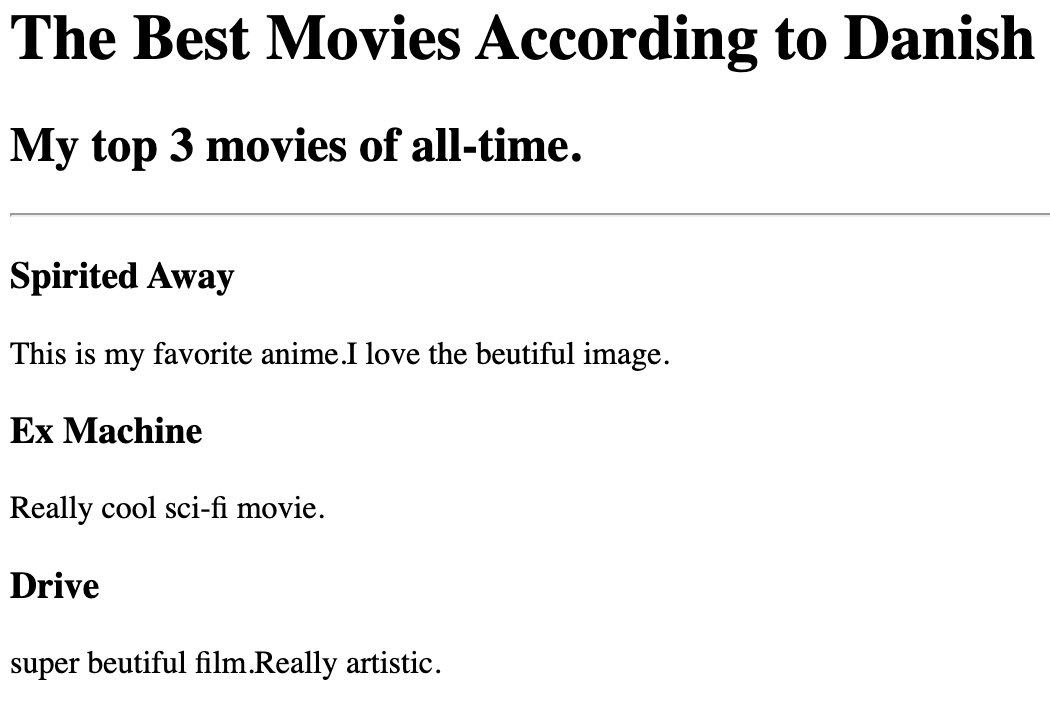 The Best Movies According to Danish
My top 3 movies of all-time.
Spirited Away
This is my favorite anime.I love the beutiful image.
Ex Machine
Really cool sci-fi movie.
Drive
super beutiful film.Really artistic.